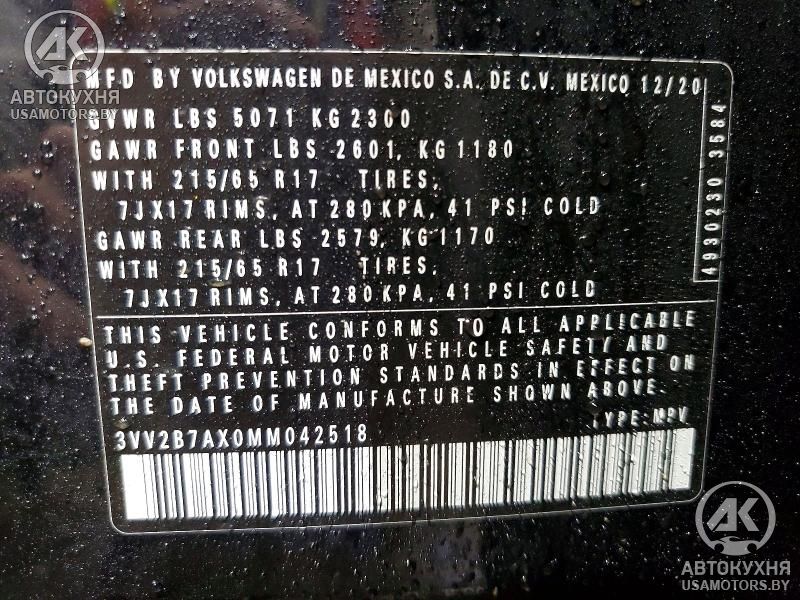 AK
АВТОКУХНЯ
USAMOTORS.BY
MFD BY VOLKSWAGEN DE MEXICO S.A. DE C.V. MEXICO 12/20
GVWR LBS 5071 KG 2300
GAWR FRONT LBS 2601, KG 1180
WITH 215/65 R17 TIRES,
7JX17 RIMS, AT 280 KPA, 41 PSI COLD
GAWR REAR LBS 2579, KG 1170
WITH 215/65 R17 TIRES,
7JX17 RIMS, AT 280 KPA, 41 PSI COLD
4930230 3584
THIS VEHICLE CONFORMS TO ALL APPLICABLE
U.S. FEDERAL MOTOR VEHICLE SAFETY AND
THEFT PREVENTION STANDARDS IN EFFECT ON
THE DATE OF MANUFACTURE SHOWN ABOVE.
3VV2B7AX0MM042518 TYPE: MPV
AK
АВТОКУХНЯ
USAMOTORS.BY